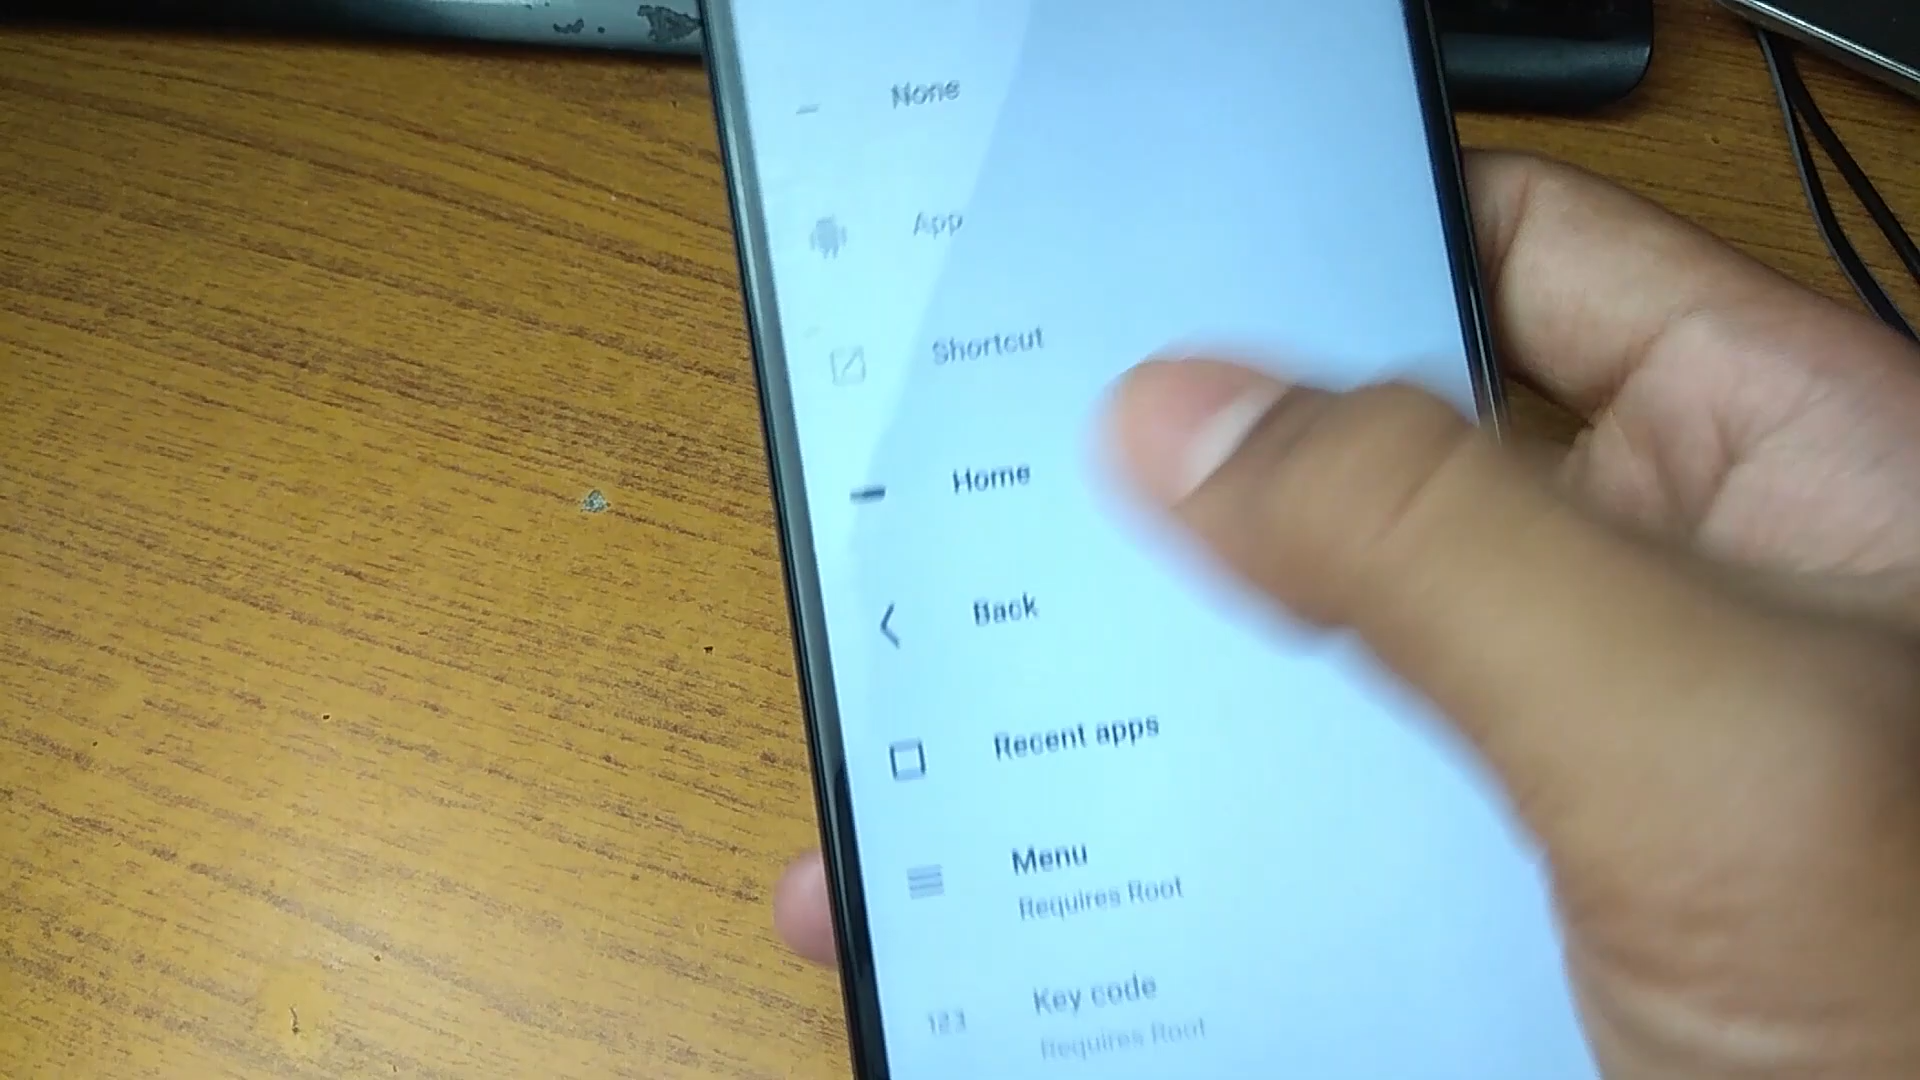 None
App
Shortcut
Home
Back
Recent apps
Menu
Requires Root
123
Key code
Requires Root